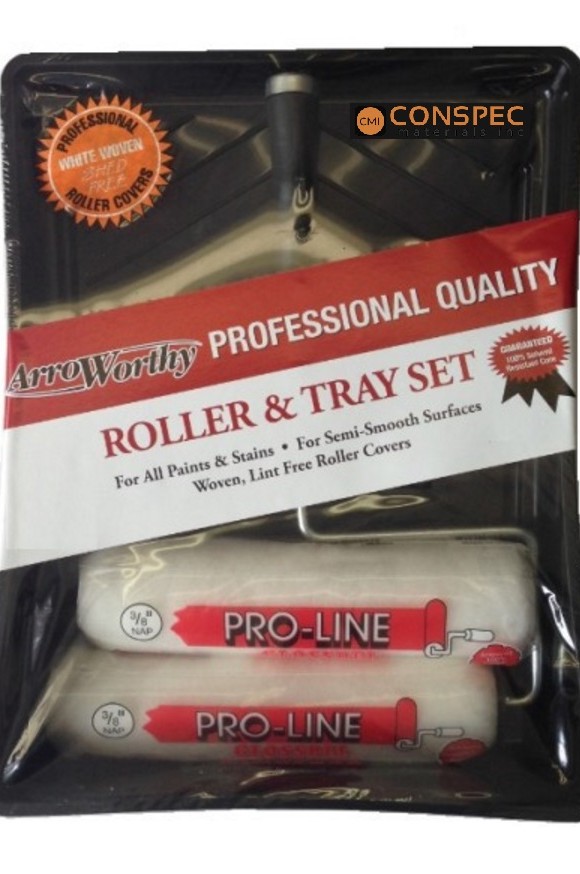 CMI CONSPEC
materials inc
PROFESSIONAL
WHITE WOVEN
SHED
FREE
ROLLER COVERS
ArroWorthy PROFESSIONAL QUALITY
ROLLER & TRAY SET
GUARANTEED
100% Solvent
Resistant Core
For All Paints & Stains • For Semi-Smooth Surfaces
Woven, Lint Free Roller Covers
3/8"
NAP
PRO-LINE
3/8"
NAP
PRO-LINE